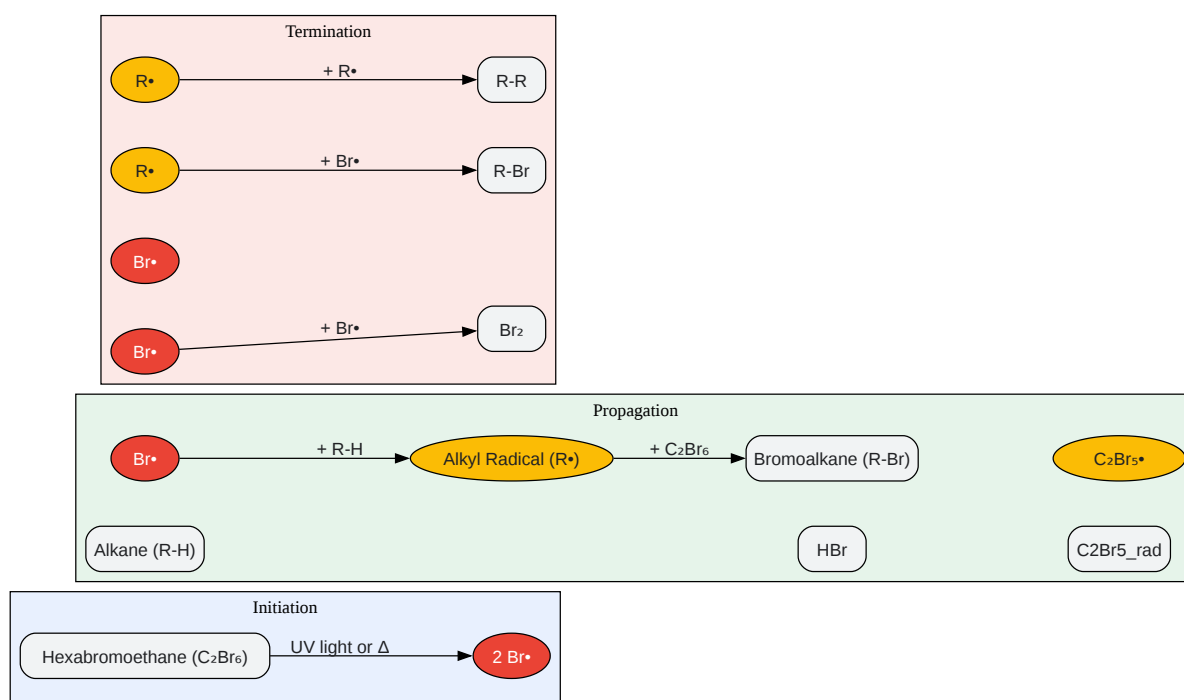 Termination
R•
+ R•
R-R
R•
+ Br•
R-Br
Br•
Br•
+ Br•
Br₂
Propagation
Br•
+ R-H
Alkyl Radical (R•)
+ C₂Br₆
Bromoalkane (R-Br)
C₂Br₅•
Alkane (R-H)
HBr
C2Br5_rad
Initiation
Hexabromoethane (C₂Br₆)
UV light or Δ
2 Br•